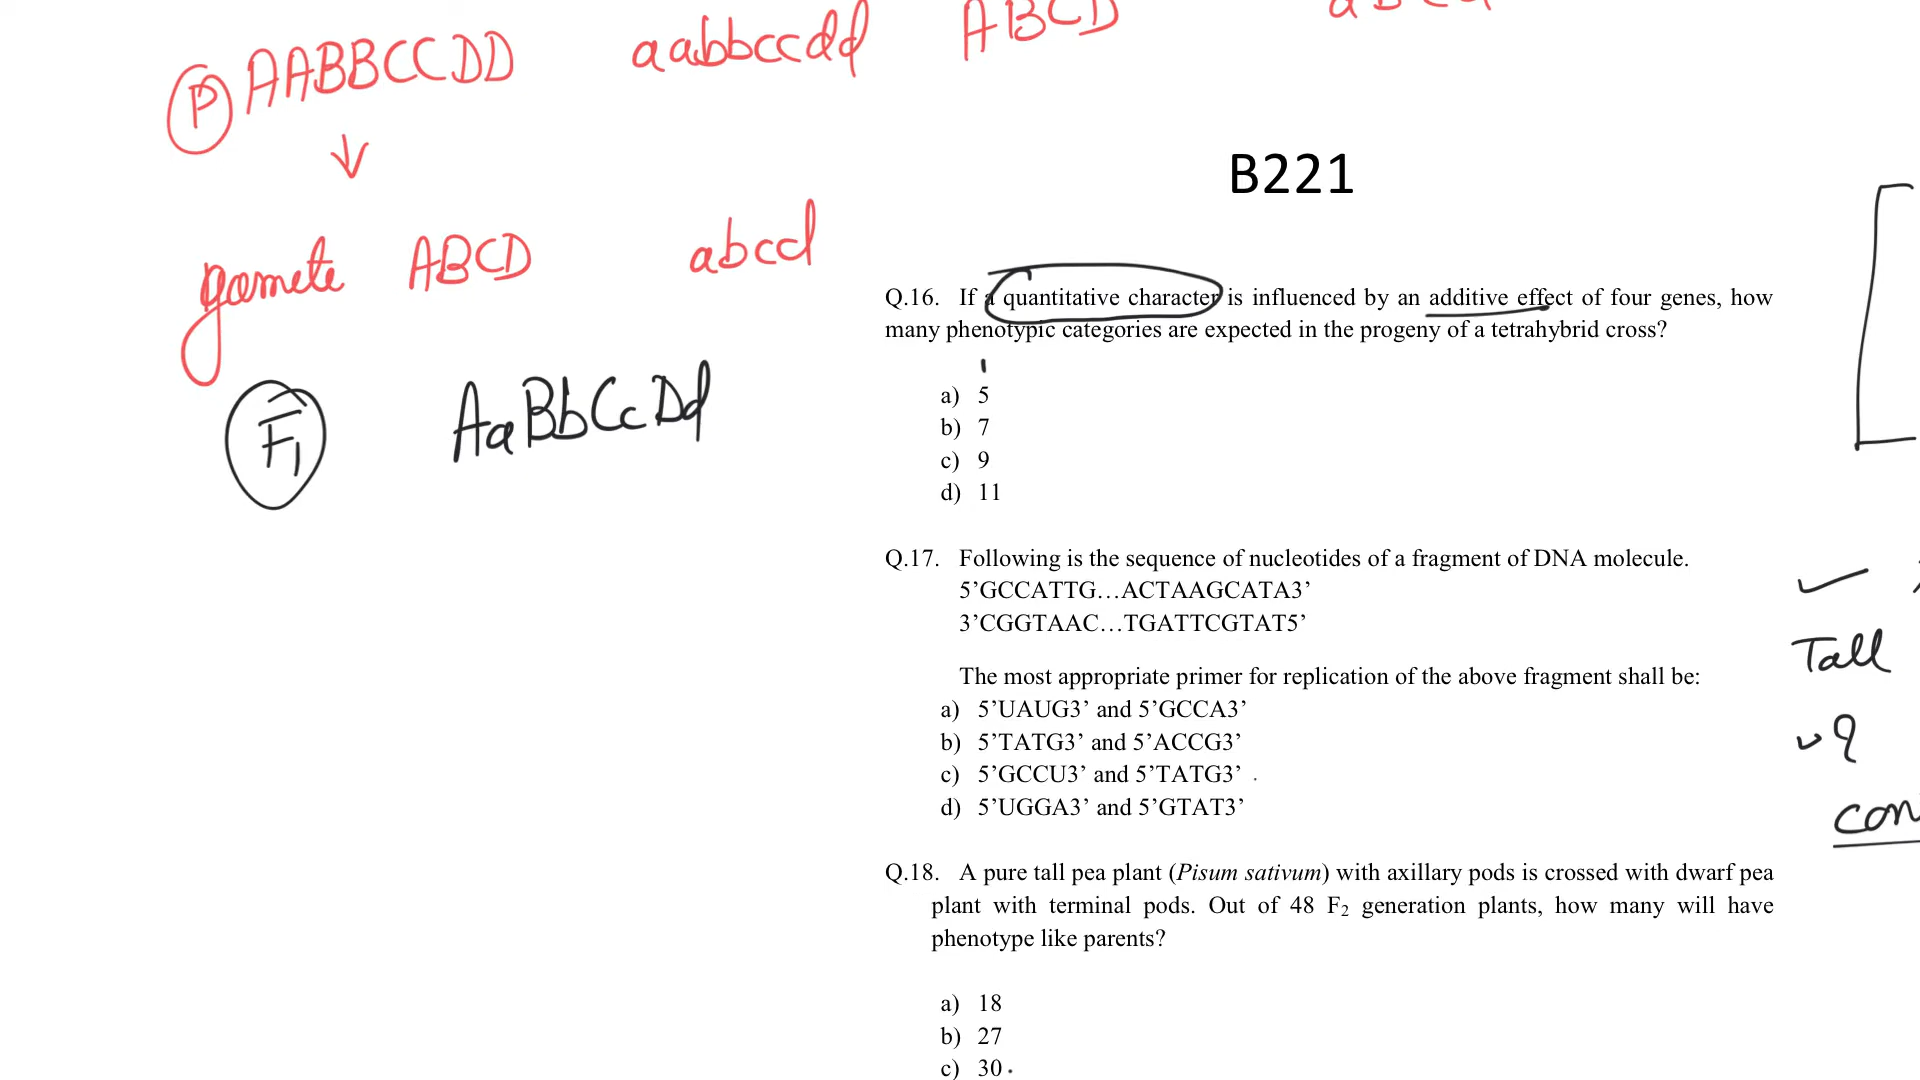 P AABBCCDD aabbccdd ABCD
gamete ABCD abcd
F1 AaBbCcDd
B221
Q.16. If a quantitative character is influenced by an additive effect of four genes, how
many phenotypic categories are expected in the progeny of a tetrahybrid cross?
a) 5
b) 7
c) 9
d) 11
Q.17. Following is the sequence of nucleotides of a fragment of DNA molecule.
5’GCCATTG…ACTAAGCATA3’
3’CGGTAAC…TGATTCGTAT5’
The most appropriate primer for replication of the above fragment shall be:
a) 5’UAUG3’ and 5’GCCA3’
b) 5’TATG3’ and 5’ACCG3’
c) 5’GCCU3’ and 5’TATG3’
d) 5’UGGA3’ and 5’GTAT3’
Q.18. A pure tall pea plant (Pisum sativum) with axillary pods is crossed with dwarf pea
plant with terminal pods. Out of 48 F₂ generation plants, how many will have
phenotype like parents?
a) 18
b) 27
c) 30
Tall
9
con